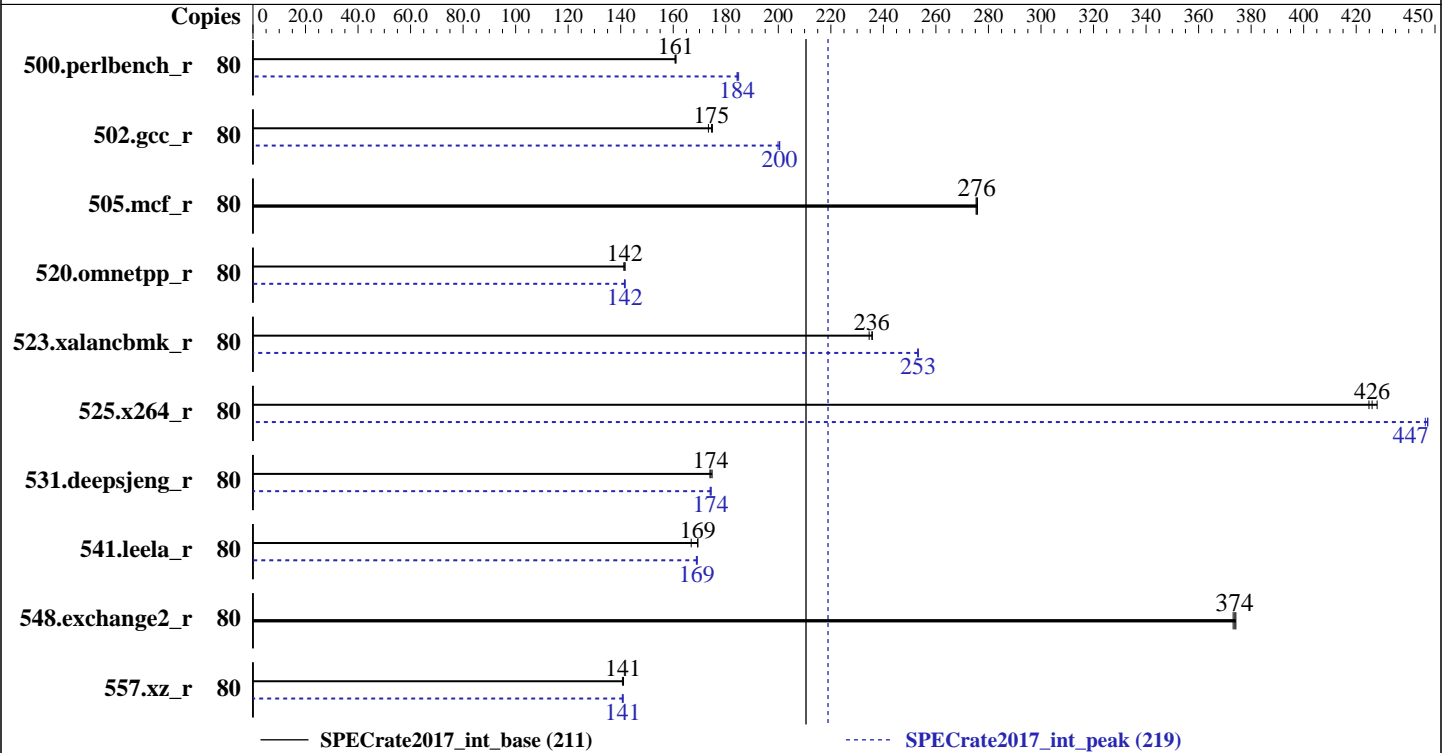 Copies 0 20.0 40.0 60.0 80.0 100 120 140 160 180 200 220 240 260 280 300 320 340 360 380 400 420 450
161
500.perlbench_r 80
184
175
502.gcc_r 80
200
276
505.mcf_r 80
142
520.omnetpp_r 80
142
236
523.xalancbmk_r 80
253
426
525.x264_r 80
447
174
531.deepsjeng_r 80
174
169
541.leela_r 80
169
374
548.exchange2_r 80
141
557.xz_r 80
141
SPECrate2017_int_base (211) SPECrate2017_int_peak (219)